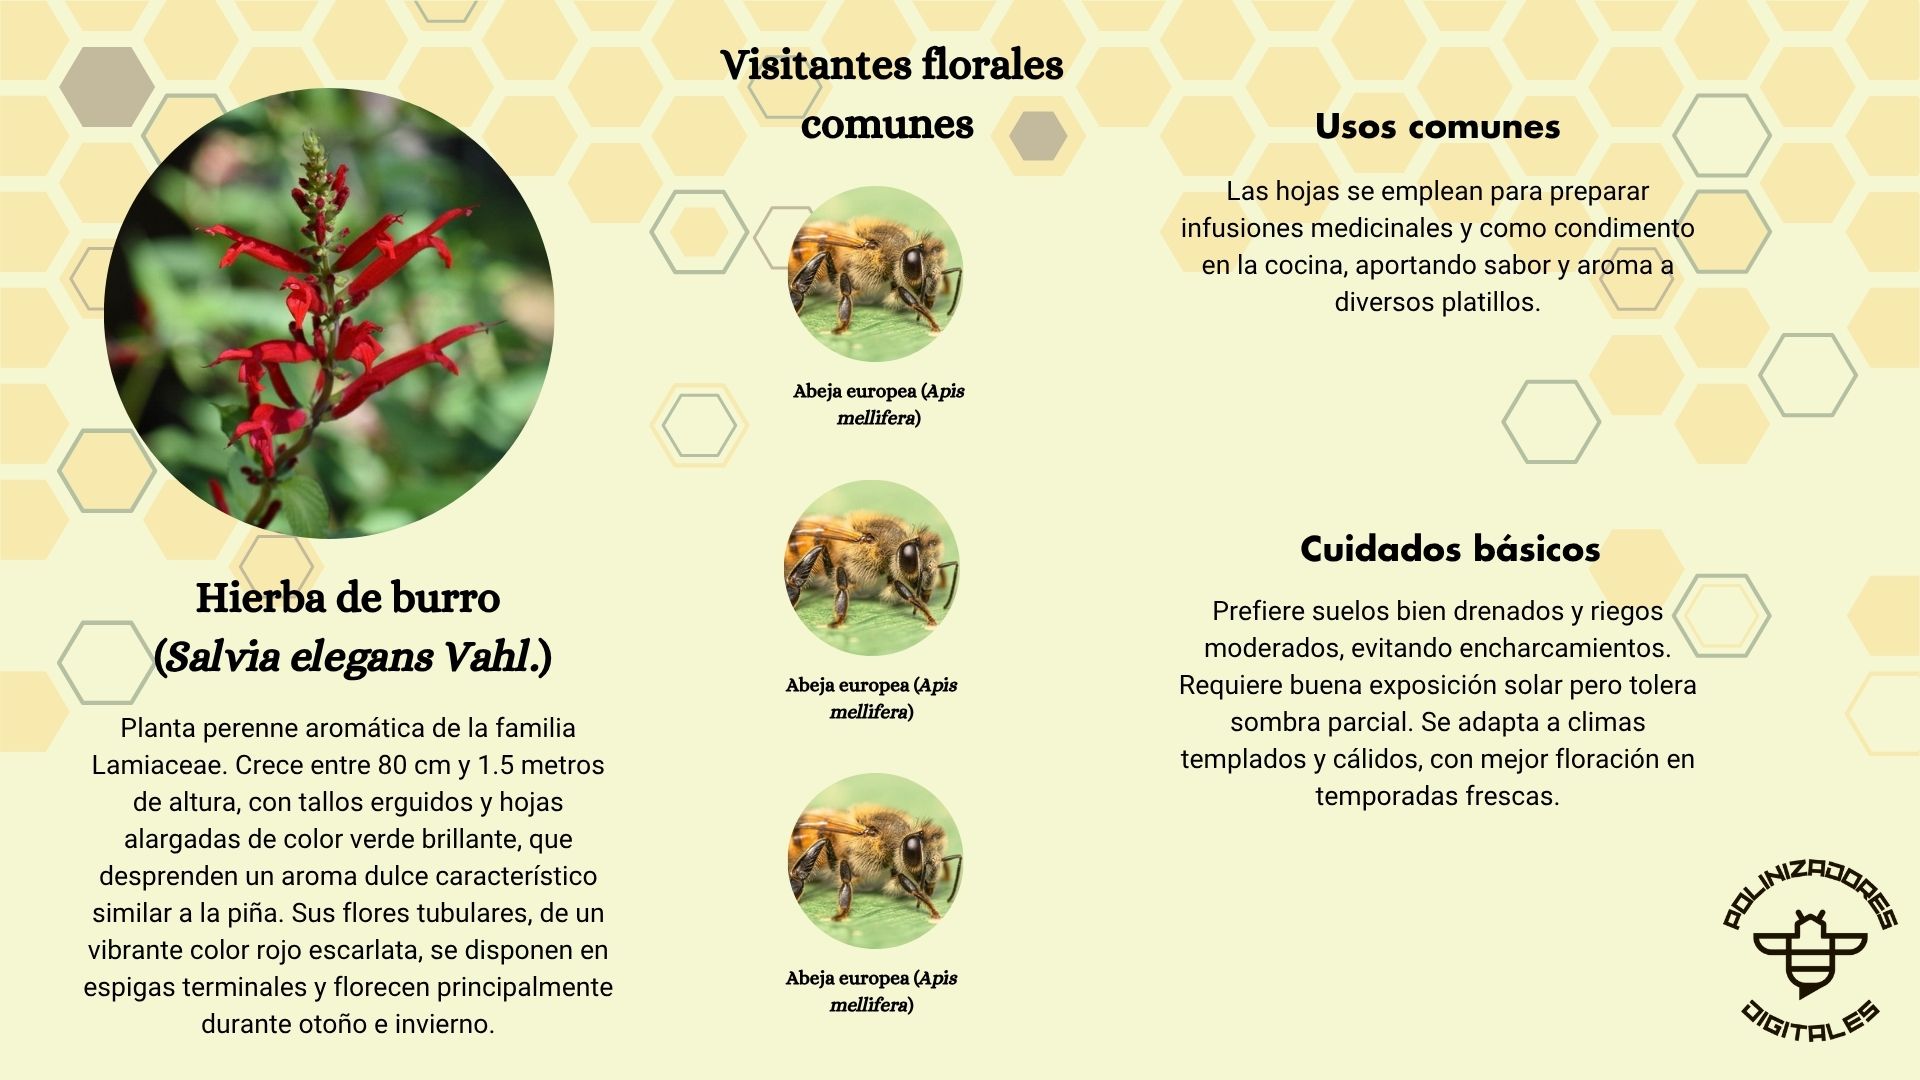 Hierba de burro
(Salvia elegans Vahl.)
Planta perenne aromática de la familia
Lamiaceae. Crece entre 80 cm y 1.5 metros
de altura, con tallos erguidos y hojas
alargadas de color verde brillante, que
desprenden un aroma dulce característico
similar a la piña. Sus flores tubulares, de un
vibrante color rojo escarlata, se disponen en
espigas terminales y florecen principalmente
durante otoño e invierno.
Visitantes florales
comunes
Abeja europea (Apis
mellifera)
Abeja europea (Apis
mellifera)
Abeja europea (Apis
mellifera)
Usos comunes
Las hojas se emplean para preparar
infusiones medicinales y como condimento
en la cocina, aportando sabor y aroma a
diversos platillos.
Cuidados básicos
Prefiere suelos bien drenados y riegos
moderados, evitando encharcamientos.
Requiere buena exposición solar pero tolera
sombra parcial. Se adapta a climas
templados y cálidos, con mejor floración en
temporadas frescas.
POLINIZADORES
DIGITALES